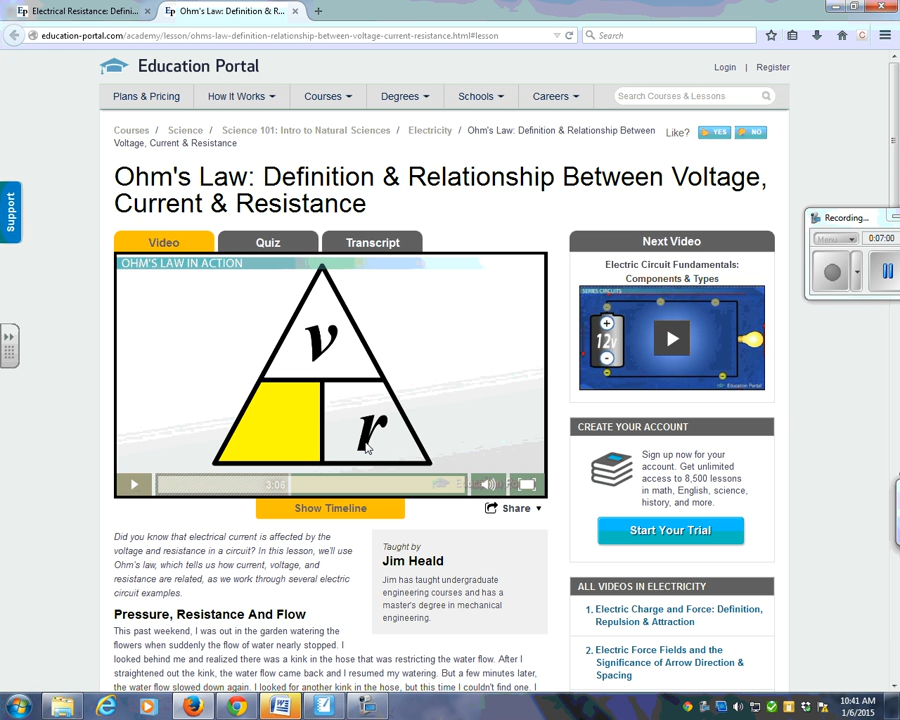 Electrical Resistance: Defini...
Ohm's Law: Definition & R...
education-portal.com/academy/lesson/ohms-law-definition-relationship-between-voltage-current-resistance.html#lesson
Search
Education Portal
Login | Register
Plans & Pricing
How It Works
Courses
Degrees
Schools
Careers
Search Courses & Lessons
Courses / Science / Science 101: Intro to Natural Sciences / Electricity / Ohm's Law: Definition & Relationship Between
Voltage, Current & Resistance
Like? YES NO
Ohm's Law: Definition & Relationship Between Voltage,
Current & Resistance
Support
Recording...
Menu
0:07:00
Video
Quiz
Transcript
OHM'S LAW IN ACTION
v
r
3:06
Show Timeline
Share
Next Video
Electric Circuit Fundamentals:
Components & Types
SERIES CIRCUITS
12v
Education Portal
CREATE YOUR ACCOUNT
Sign up now for your
account. Get unlimited
access to 8,500 lessons
in math, English, science,
history, and more.
Start Your Trial
Did you know that electrical current is affected by the
voltage and resistance in a circuit? In this lesson, we'll use
Ohm's law, which tells us how current, voltage, and
resistance are related, as we work through several electric
circuit examples.
Taught by
Jim Heald
Jim has taught undergraduate
engineering courses and has a
master's degree in mechanical
engineering.
Pressure, Resistance And Flow
This past weekend, I was out in the garden watering the
flowers when suddenly the flow of water nearly stopped. I
looked behind me and realized there was a kink in the hose that was restricting the water flow. After I
straightened out the kink, the water flow came back and I resumed my watering. But a few minutes later,
the water flow slowed down again. I looked for another kink in the hose, but this time I couldn't find one. I
ALL VIDEOS IN ELECTRICITY
1. Electric Charge and Force: Definition,
Repulsion & Attraction
2. Electric Force Fields and the
Significance of Arrow Direction &
Spacing
10:41 AM
1/6/2015